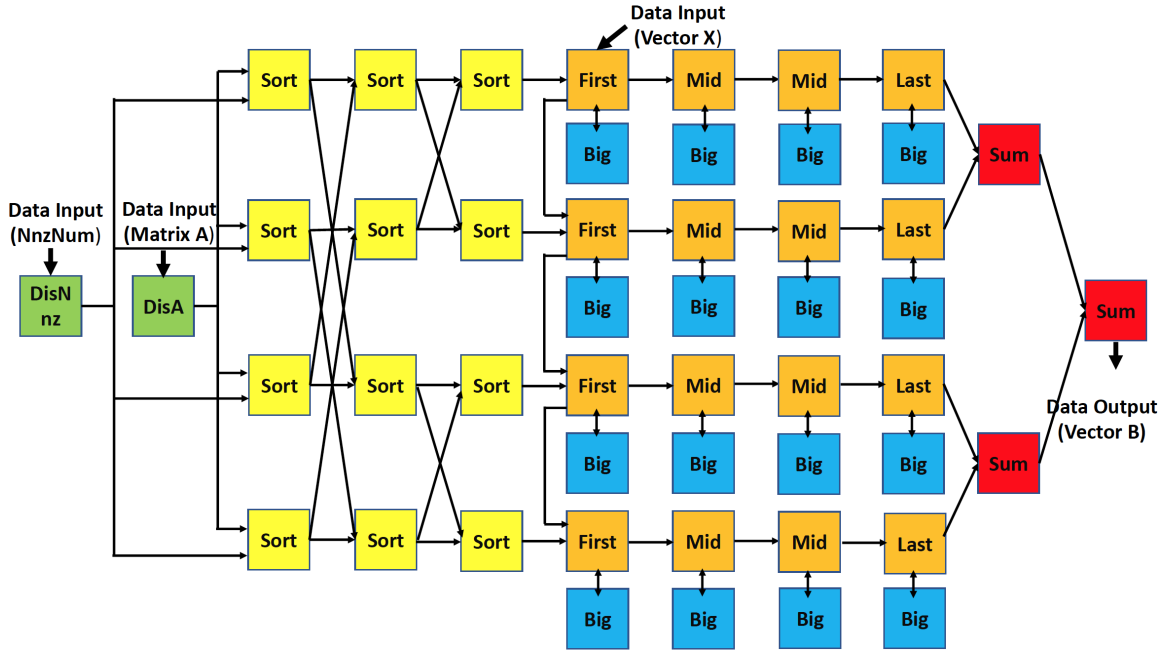 Data Input
(Vector X)
Sort
Sort
Sort
First
Mid
Mid
Last
Big
Big
Big
Big
Sum
Data Input
(NnzNum)
Data Input
(Matrix A)
Sort
Sort
Sort
First
Mid
Mid
Last
DisN
nz
DisA
Big
Big
Big
Big
Sum
Sort
Sort
Sort
First
Mid
Mid
Last
Data Output
(Vector B)
Big
Big
Big
Big
Sum
Sort
Sort
Sort
First
Mid
Mid
Last
Big
Big
Big
Big